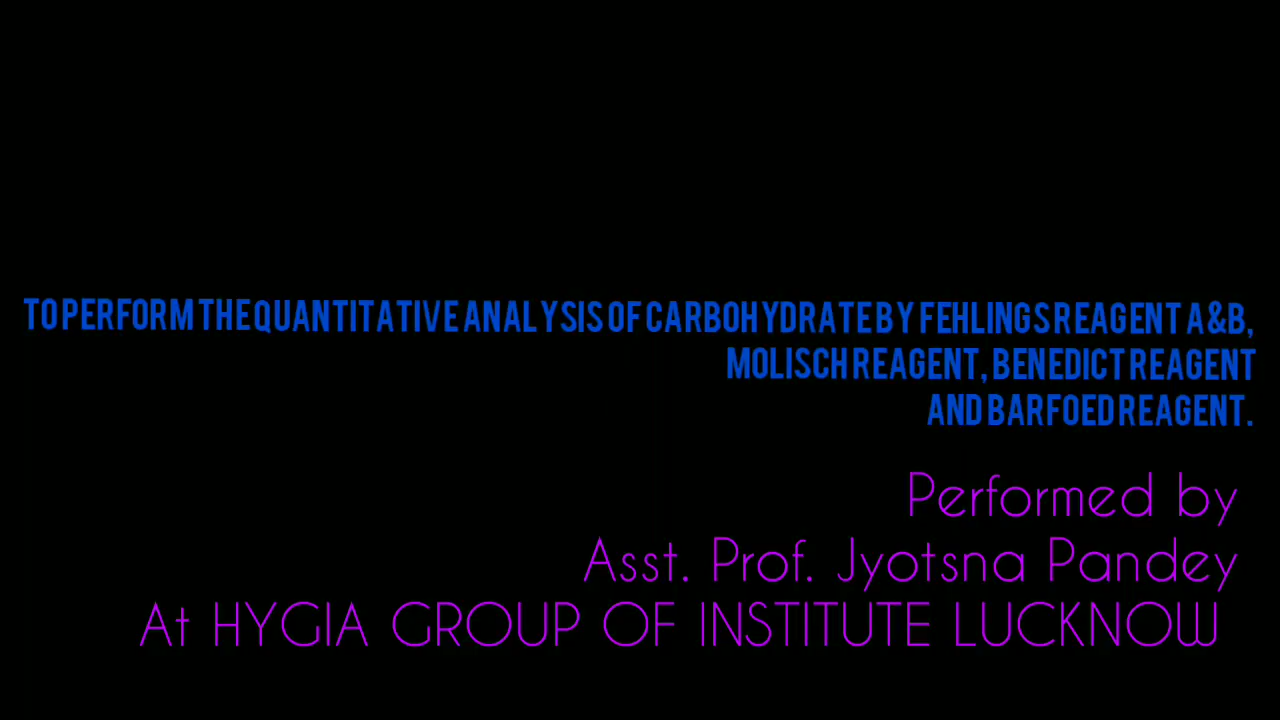 TO PERFORM THE QUANTITATIVE ANALYSIS OF CARBOHYDRATE BY FEHLINGS REAGENT A&B,
MOLISCH REAGENT, BENEDICT REAGENT
AND BARFOED REAGENT.
Performed by
Asst. Prof. Jyotsna Pandey
At HYGIA GROUP OF INSTITUTE LUCKNOW